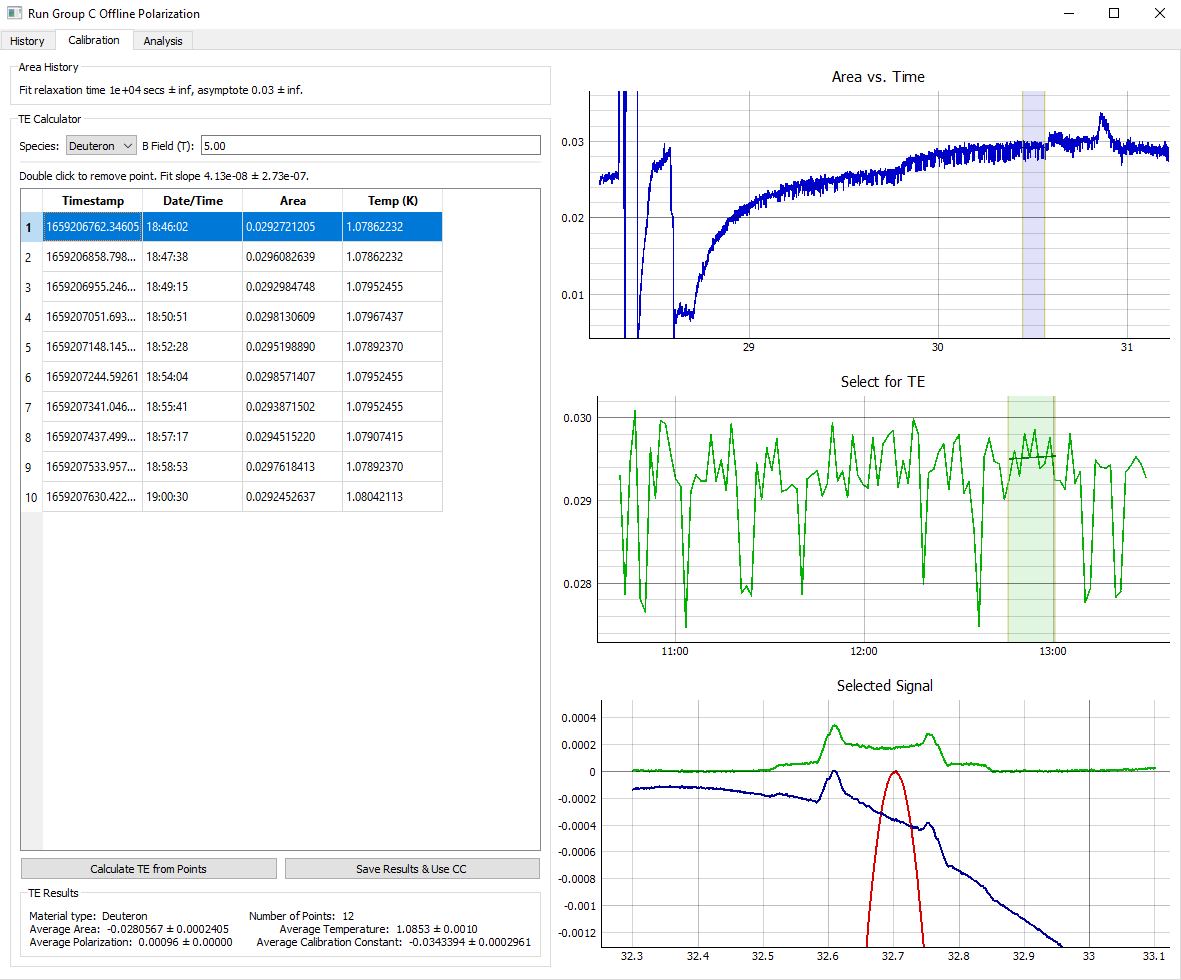 Run Group C Offline Polarization
History Calibration Analysis
Area History
Fit relaxation time 1e+04 secs ± inf, asymptote 0.03 ± inf.
TE Calculator
Species: Deuteron B Field (T): 5.00
Double click to remove point. Fit slope 4.13e-08 ± 2.73e-07.
Timestamp Date/Time Area Temp (K)
1 1659206762.34605 18:46:02 0.0292721205 1.07862232
2 1659206858.798... 18:47:38 0.0296082639 1.07862232
3 1659206955.246... 18:49:15 0.0292984748 1.07952455
4 1659207051.693... 18:50:51 0.0298130609 1.07967437
5 1659207148.145... 18:52:28 0.0295198890 1.07892370
6 1659207244.59261 18:54:04 0.0298571407 1.07952455
7 1659207341.046... 18:55:41 0.0293871502 1.07952455
8 1659207437.499... 18:57:17 0.0294515220 1.07907415
9 1659207533.957... 18:58:53 0.0297618413 1.07892370
10 1659207630.422... 19:00:30 0.0292452637 1.08042113
Calculate TE from Points Save Results & Use CC
TE Results
Material type: Deuteron Number of Points: 12
Average Area: -0.0280567 ± 0.0002405 Average Temperature: 1.0853 ± 0.0010
Average Polarization: 0.00096 ± 0.00000 Average Calibration Constant: -0.0343394 ± 0.0002961
Area vs. Time
0.03
0.02
0.01
29 30 31
Select for TE
0.030
0.029
0.028
11:00 12:00 13:00
Selected Signal
0.0004
0.0002
0
-0.0002
-0.0004
-0.0006
-0.0008
-0.001
-0.0012
32.3 32.4 32.5 32.6 32.7 32.8 32.9 33 33.1